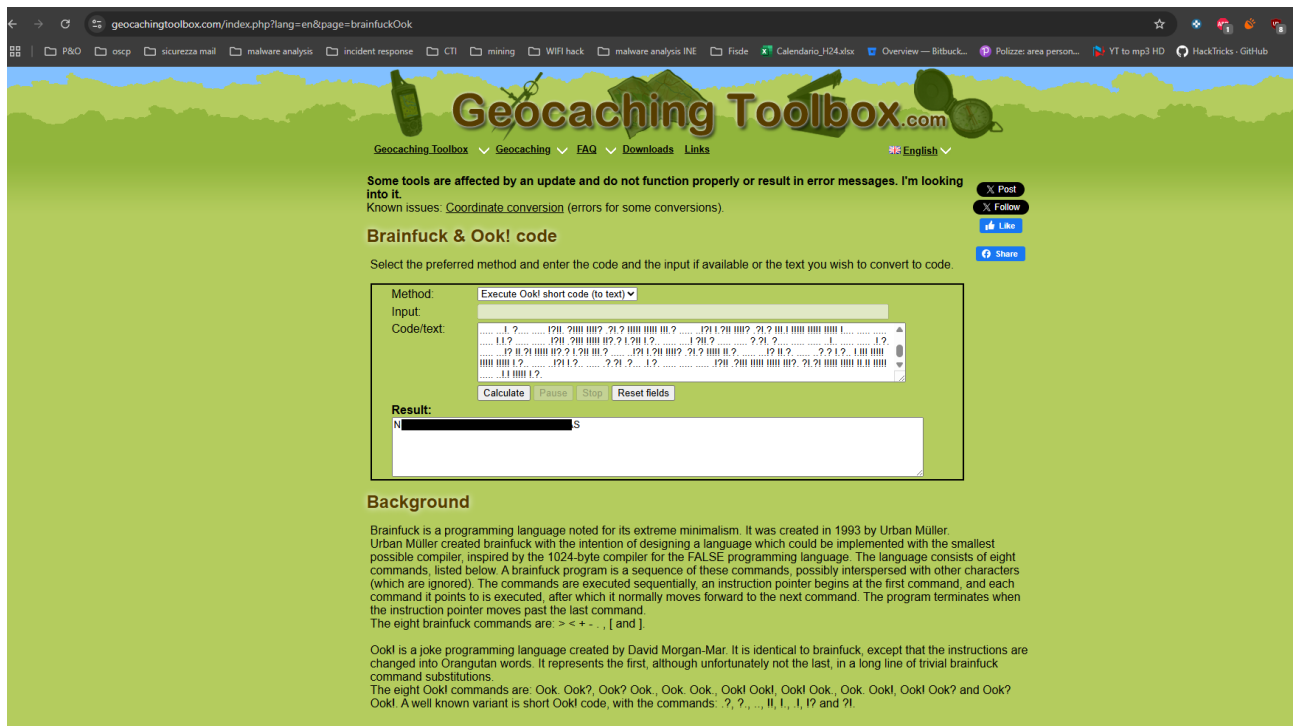 geocachingtoolbox.com/index.php?lang=en&page=brainfuckOok
P&O oscp sicurezza mail malware analysis incident response CTI mining WIFI hack malware analysis INE Fisde Calendario_H24.xlsx Overview — Bitbuck... Polizze: area person... YT to mp3 HD HackTricks · GitHub
Geocaching Toolbox.com
Geocaching Toolbox Geocaching FAQ Downloads Links English
Some tools are affected by an update and do not function properly or result in error messages. I'm looking
into it.
Known issues: Coordinate conversion (errors for some conversions).
X Post
X Follow
Like
Share
Brainfuck & Ook! code
Select the preferred method and enter the code and the input if available or the text you wish to convert to code.
Method: Execute Ook! short code (to text)
Input:
Code/text:
Calculate Pause Stop Reset fields
Result:
N S
Background
Brainfuck is a programming language noted for its extreme minimalism. It was created in 1993 by Urban Müller.
Urban Müller created brainfuck with the intention of designing a language which could be implemented with the smallest
possible compiler, inspired by the 1024-byte compiler for the FALSE programming language. The language consists of eight
commands, listed below. A brainfuck program is a sequence of these commands, possibly interspersed with other characters
(which are ignored). The commands are executed sequentially, an instruction pointer begins at the first command, and each
command it points to is executed, after which it normally moves forward to the next command. The program terminates when
the instruction pointer moves past the last command.
The eight brainfuck commands are: > < + - . , [ and ].
Ook! is a joke programming language created by David Morgan-Mar. It is identical to brainfuck, except that the instructions are
changed into Orangutan words. It represents the first, although unfortunately not the last, in a long line of trivial brainfuck
command substitutions.
The eight Ook! commands are: Ook. Ook?, Ook? Ook., Ook. Ook., Ook! Ook!, Ook! Ook., Ook. Ook!, Ook! Ook? and Ook?
Ook!. A well known variant is short Ook! code, with the commands: .?, ?., .., !!, !., .!, !? and ?!.